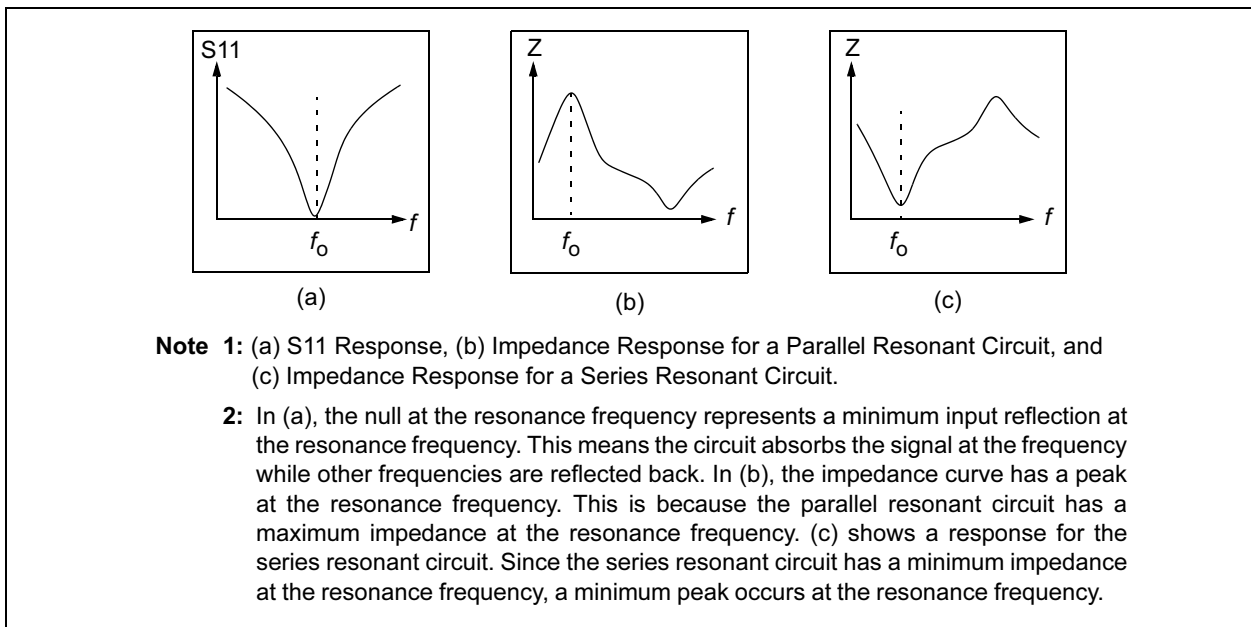 S11
f
fo
(a)
Z
f
fo
(b)
Z
f
fo
(c)
Note 1: (a) S11 Response, (b) Impedance Response for a Parallel Resonant Circuit, and
(c) Impedance Response for a Series Resonant Circuit.
2: In (a), the null at the resonance frequency represents a minimum input reflection at
the resonance frequency. This means the circuit absorbs the signal at the frequency
while other frequencies are reflected back. In (b), the impedance curve has a peak
at the resonance frequency. This is because the parallel resonant circuit has a
maximum impedance at the resonance frequency. (c) shows a response for the
series resonant circuit. Since the series resonant circuit has a minimum impedance
at the resonance frequency, a minimum peak occurs at the resonance frequency.